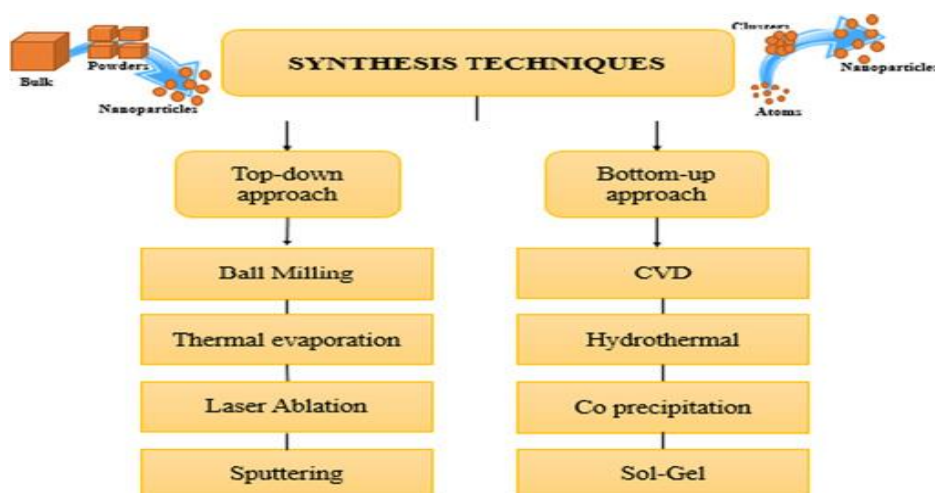 Bulk
Powders
Nanoparticles
SYNTHESIS TECHNIQUES
Clusters
Nanoparticles
Atoms
Top-down
approach
Bottom-up
approach
Ball Milling
CVD
Thermal evaporation
Hydrothermal
Laser Ablation
Co precipitation
Sputtering
Sol-Gel